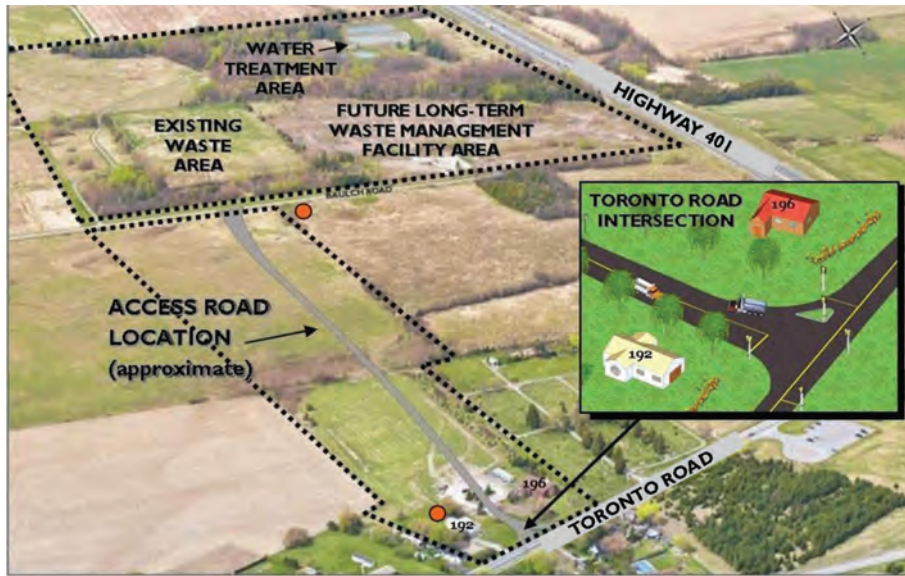 WATER
TREATMENT
AREA
HIGHWAY 401
EXISTING
WASTE
AREA
FUTURE LONG-TERM
WASTE MANAGEMENT
FACILITY AREA
BAULCH ROAD
TORONTO ROAD
INTERSECTION
196
192
ACCESS ROAD
LOCATION
(approximate)
196
192
TORONTO ROAD